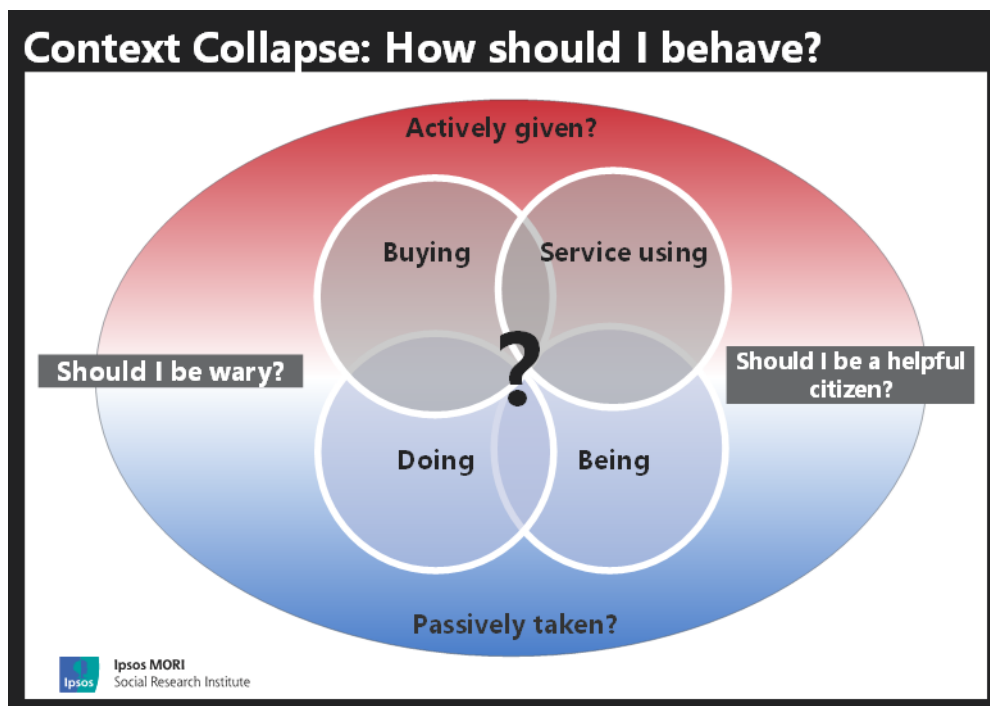 Context Collapse: How should I behave?
Actively given?
Buying
Service using
?
Should I be wary?
Should I be a helpful
citizen?
Doing
Being
Passively taken?
Ipsos
Ipsos MORI
Social Research Institute